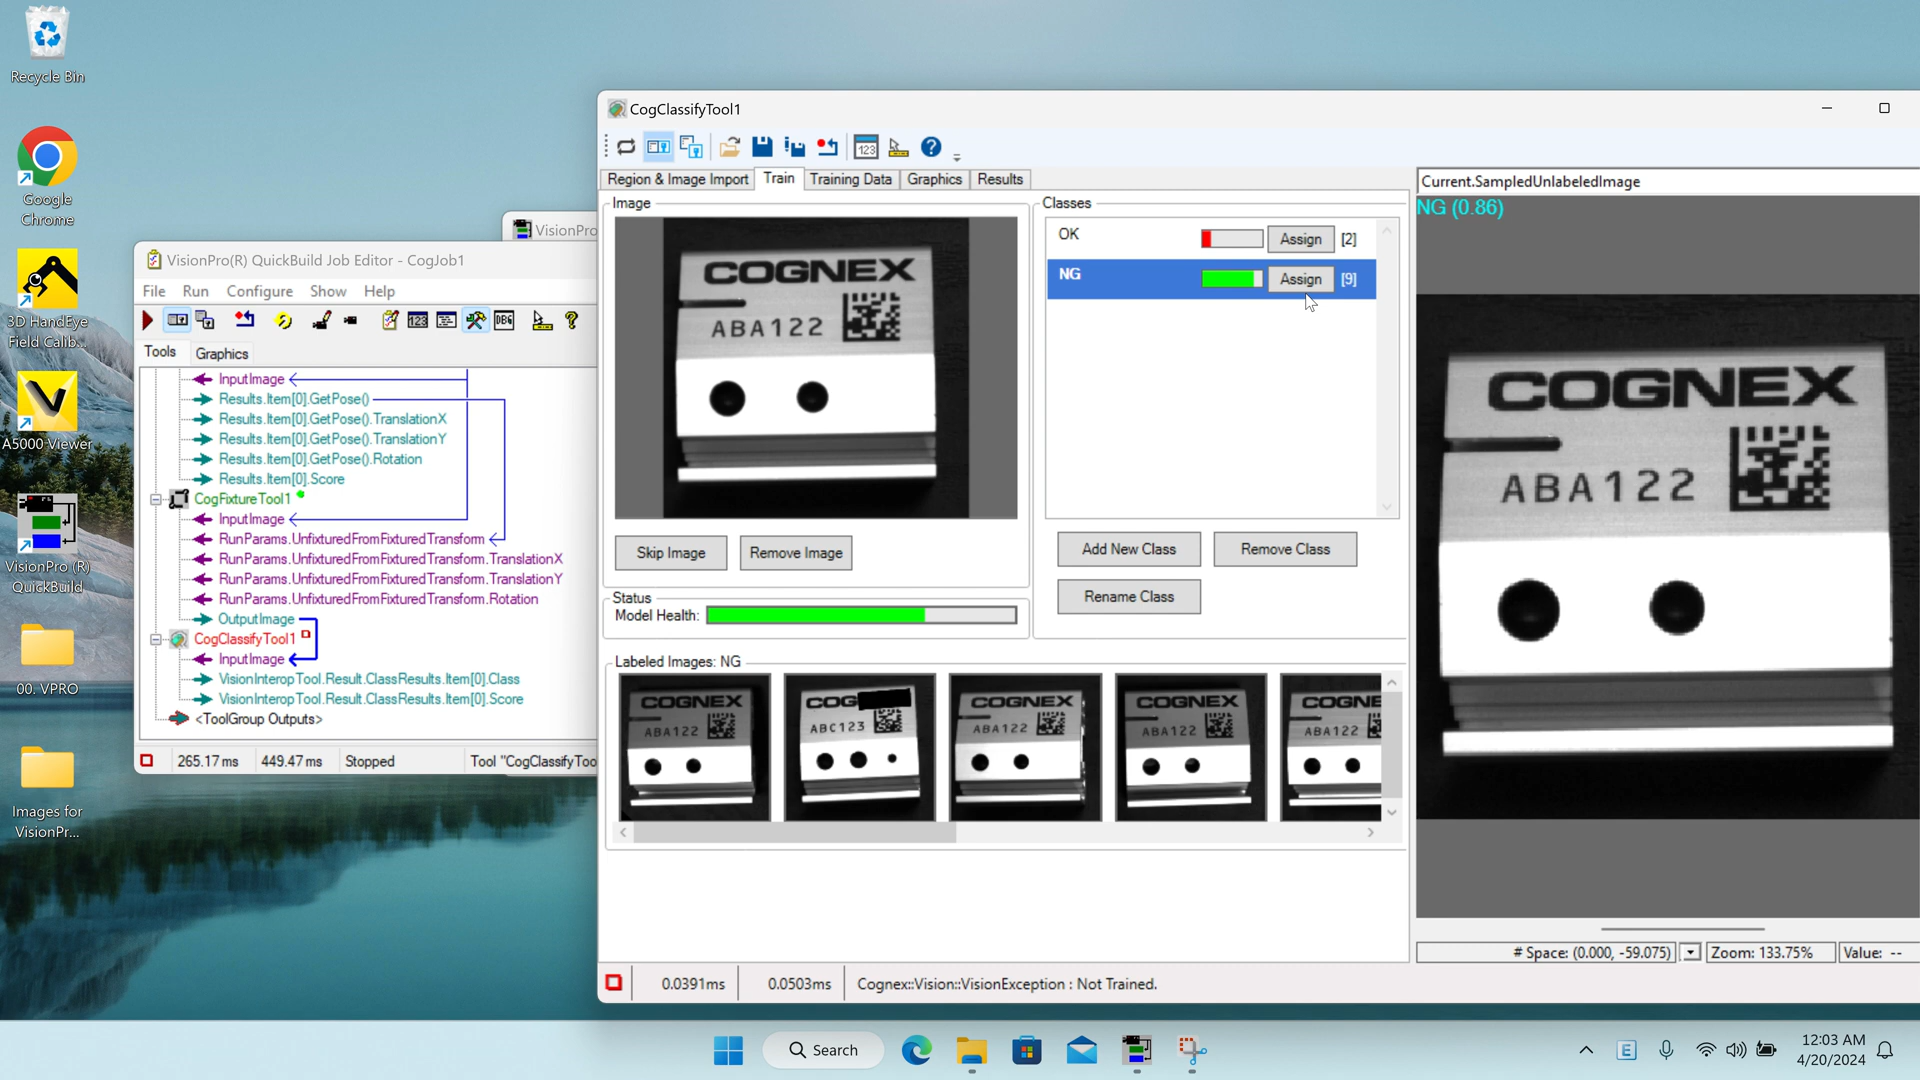 Recycle Bin
Google
Chrome
3D HandEye
Field Calib...
A5000 Viewer
VisionPro (R)
QuickBuild
00. VPRO
Images for
VisionPr...
VisionPro
VisionPro(R) QuickBuild Job Editor - CogJob1
File Run Configure Show Help
Tools Graphics
InputImage
Results.Item[0].GetPose()
Results.Item[0].GetPose().TranslationX
Results.Item[0].GetPose().TranslationY
Results.Item[0].GetPose().Rotation
Results.Item[0].Score
CogFixtureTool1
InputImage
RunParams.UnfixturedFromFixturedTransform
RunParams.UnfixturedFromFixturedTransform.TranslationX
RunParams.UnfixturedFromFixturedTransform.TranslationY
RunParams.UnfixturedFromFixturedTransform.Rotation
OutputImage
CogClassifyTool1
InputImage
VisionInteropTool.Result.ClassResults.Item[0].Class
VisionInteropTool.Result.ClassResults.Item[0].Score
<ToolGroup Outputs>
265.17 ms 449.47 ms Stopped Tool "CogClassifyToo
CogClassifyTool1
Region & Image Import Train Training Data Graphics Results
Image
COGNEX
ABA122
Skip Image Remove Image
Status
Model Health:
Classes
OK Assign [2]
NG Assign [9]
Add New Class Remove Class
Rename Class
Labeled Images: NG
COGNEX
ABA122
COG
ABC123
COGNEX
ABA122
COGNEX
ABA122
COGNE
ABA122
Current.SampledUnlabeledImage
NG (0.86)
COGNEX
ABA122
# Space: (0.000, -59.075) Zoom: 133.75% Value: --
0.0391ms 0.0503ms Cognex::Vision::VisionException : Not Trained.
Search
12:03 AM
4/20/2024